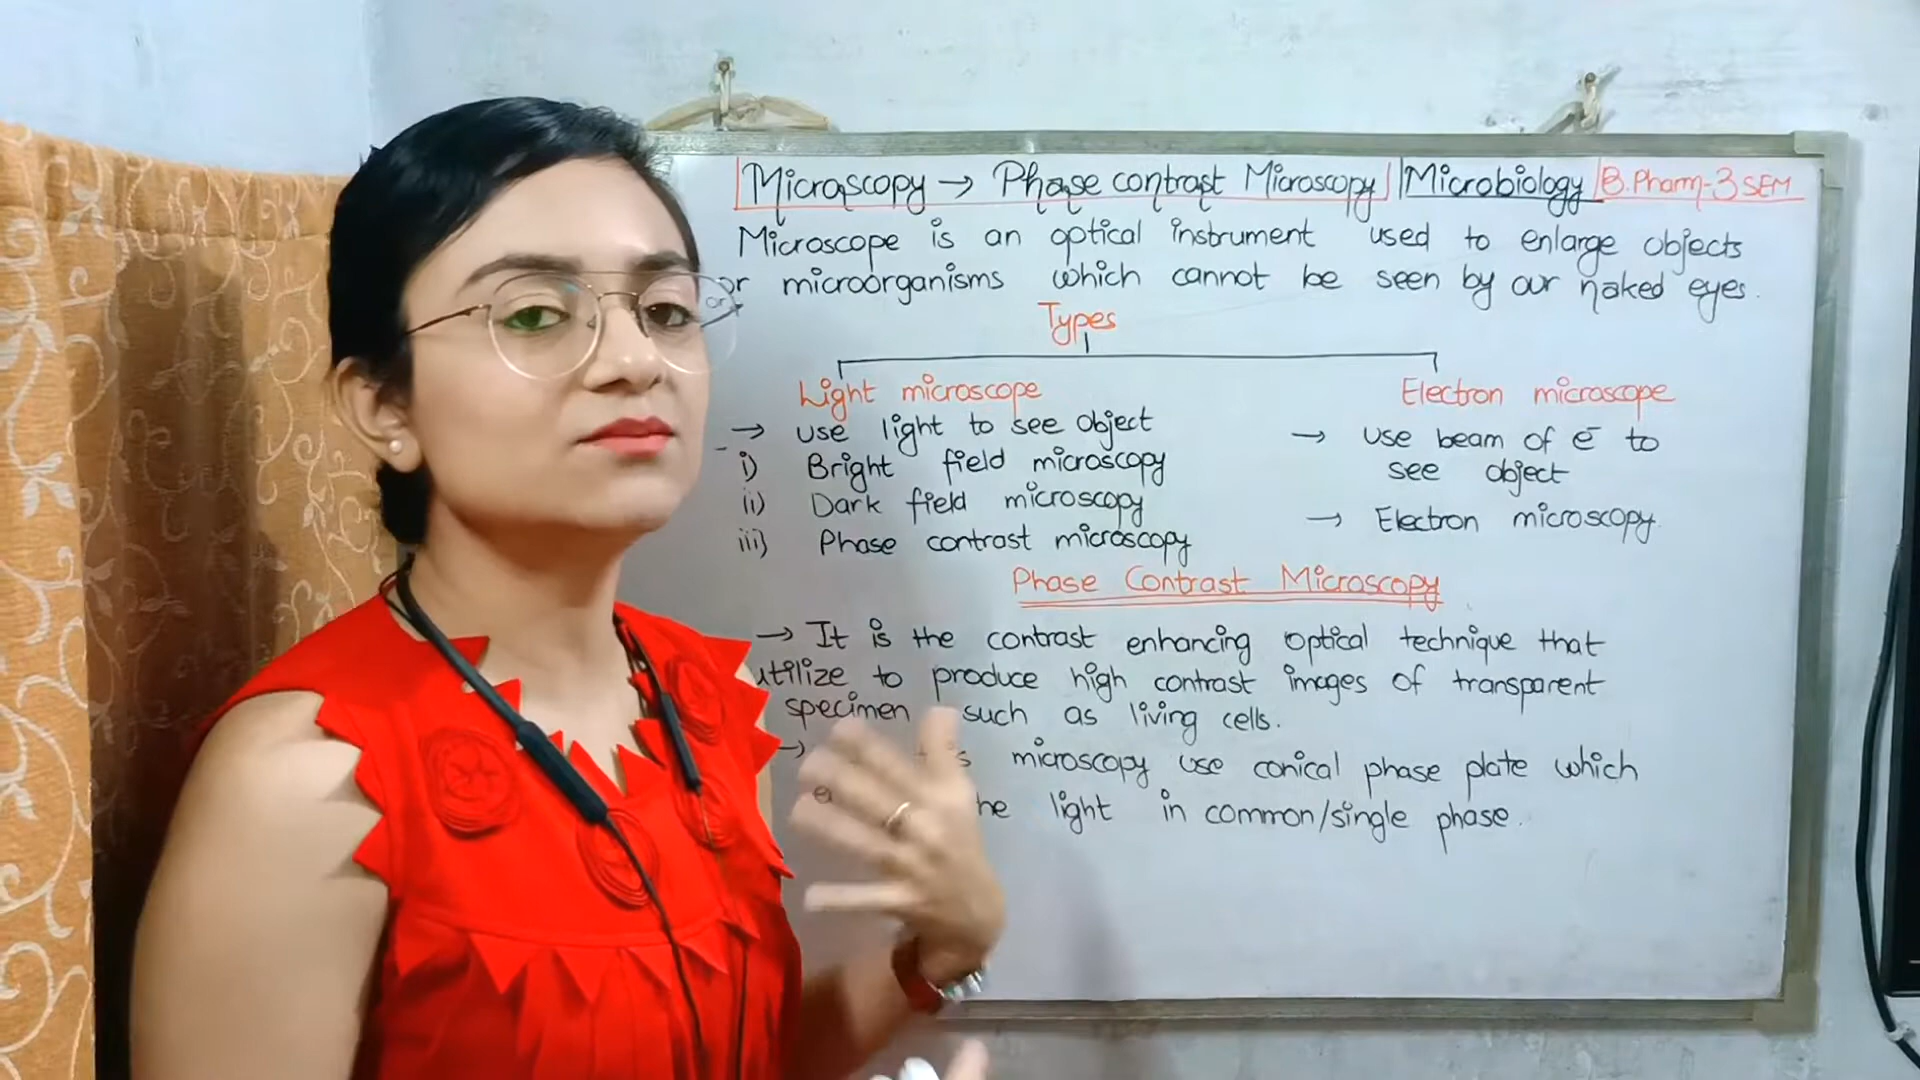 Microscopy → Phase contrast Microscopy | Microbiology | B.Pharm-3 SEM
Microscope is an optical instrument used to enlarge objects
or microorganisms which cannot be seen by our naked eyes.
Types
Light microscope
→ use light to see object
i) Bright field microscopy
ii) Dark field microscopy
iii) Phase contrast microscopy
Electron microscope
→ use beam of e⁻ to
see object
→ Electron microscopy.
Phase Contrast Microscopy
→ It is the contrast enhancing optical technique that
utilize to produce high contrast images of transparent
specimen such as living cells.
→ microscopy use conical phase plate which
light in common/single phase.